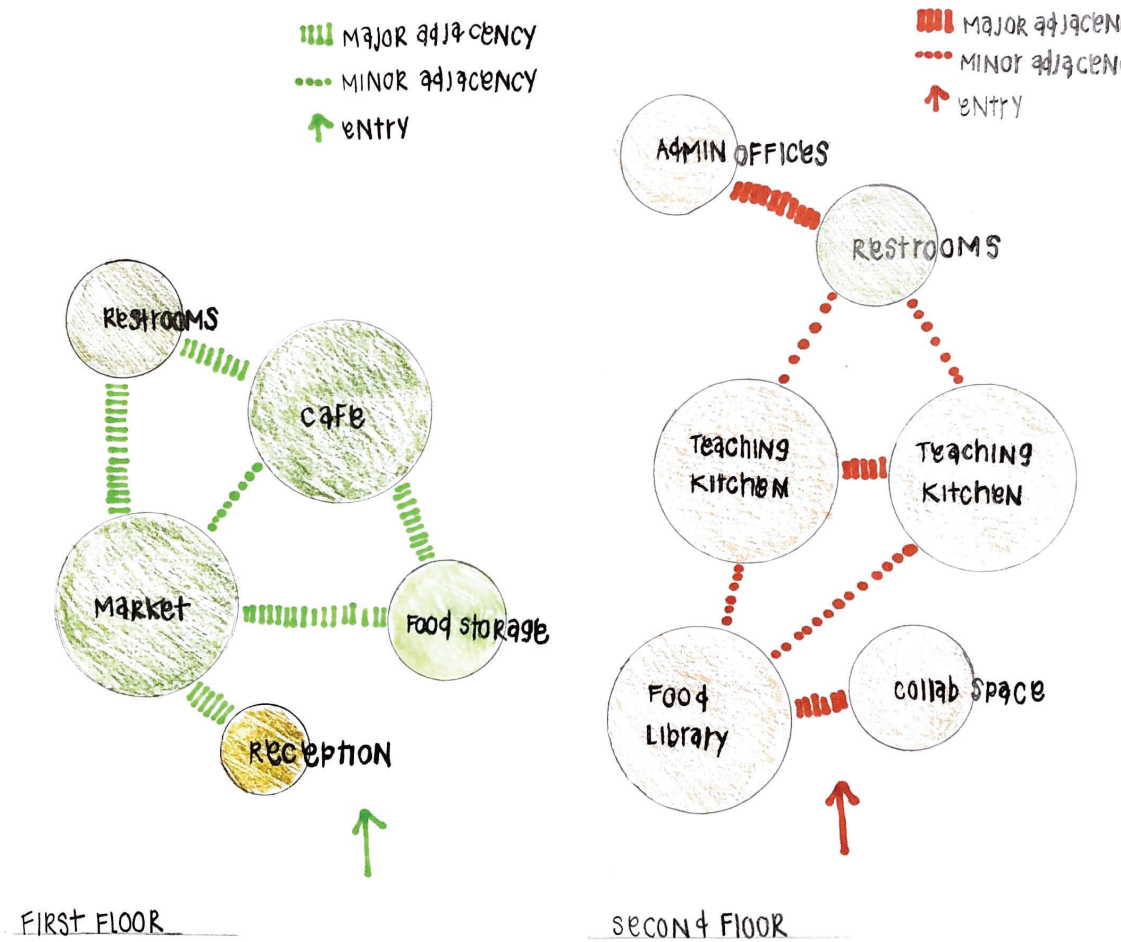 MAJOR adjacency
MINOR adjacency
entry
Restrooms
Cafe
Market
Food Storage
Reception
FIRST FLOOR
MAJOR adjacen
MINOR adjacen
entry
Admin Offices
Restrooms
Teaching
Kitchen
Teaching
Kitchen
Food
Library
Collab Space
Second Floor